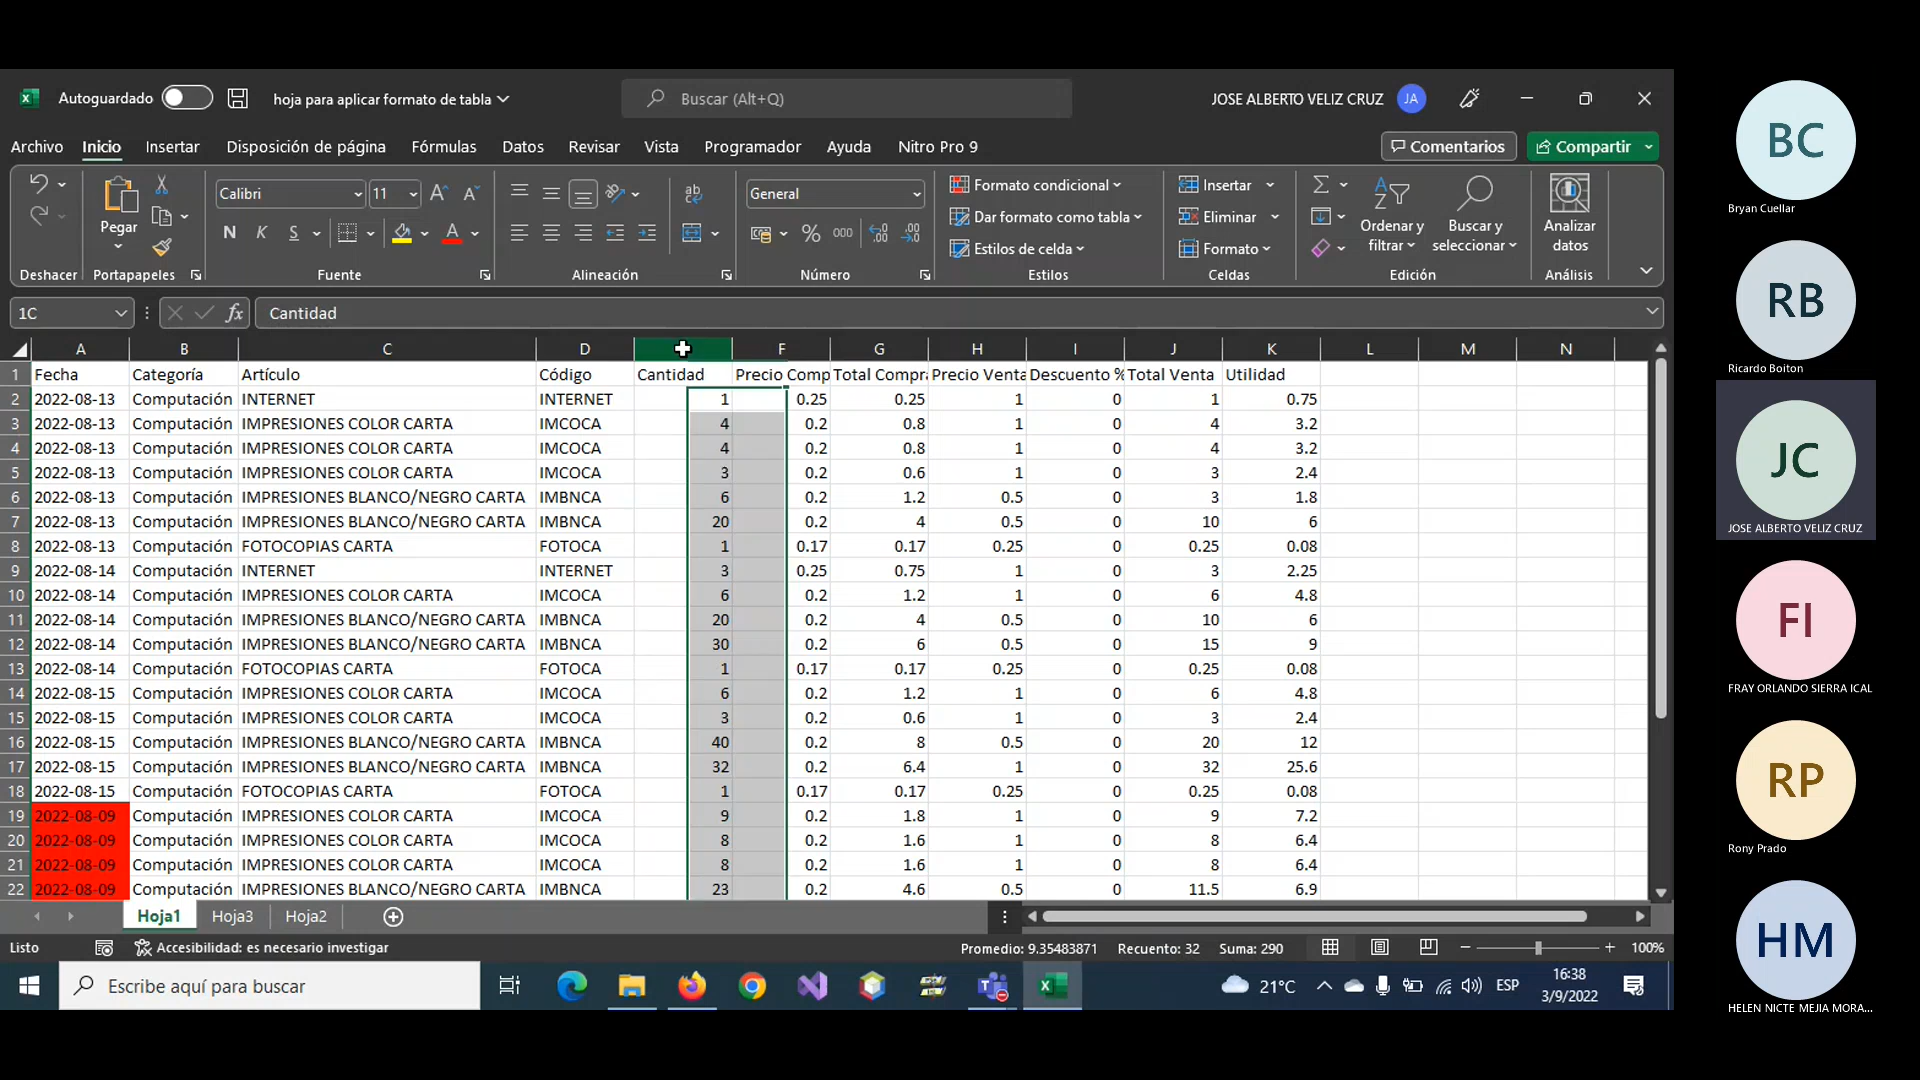 Autoguardado hoja para aplicar formato de tabla Buscar (Alt+Q) JOSE ALBERTO VELIZ CRUZ JA
Archivo Inicio Insertar Disposición de página Fórmulas Datos Revisar Vista Programador Ayuda Nitro Pro 9 Comentarios Compartir
Calibri 11 General Formato condicional Insertar
Pegar Dar formato como tabla Eliminar Ordenar y filtrar Buscar y seleccionar Analizar datos
N K S % 000 Estilos de celda Formato
Deshacer Portapapeles Fuente Alineación Número Estilos Celdas Edición Análisis
1C fx Cantidad
A B C D F G H I J K L M N
1 Fecha Categoría Artículo Código Cantidad Precio Comp Total Compr Precio Venta Descuento % Total Venta Utilidad
2 2022-08-13 Computación INTERNET INTERNET 1 0.25 0.25 1 0 1 0.75
3 2022-08-13 Computación IMPRESIONES COLOR CARTA IMCOCA 4 0.2 0.8 1 0 4 3.2
4 2022-08-13 Computación IMPRESIONES COLOR CARTA IMCOCA 4 0.2 0.8 1 0 4 3.2
5 2022-08-13 Computación IMPRESIONES COLOR CARTA IMCOCA 3 0.2 0.6 1 0 3 2.4
6 2022-08-13 Computación IMPRESIONES BLANCO/NEGRO CARTA IMBNCA 6 0.2 1.2 0.5 0 3 1.8
7 2022-08-13 Computación IMPRESIONES BLANCO/NEGRO CARTA IMBNCA 20 0.2 4 0.5 0 10 6
8 2022-08-13 Computación FOTOCOPIAS CARTA FOTOCA 1 0.17 0.17 0.25 0 0.25 0.08
9 2022-08-14 Computación INTERNET INTERNET 3 0.25 0.75 1 0 3 2.25
10 2022-08-14 Computación IMPRESIONES COLOR CARTA IMCOCA 6 0.2 1.2 1 0 6 4.8
11 2022-08-14 Computación IMPRESIONES BLANCO/NEGRO CARTA IMBNCA 20 0.2 4 0.5 0 10 6
12 2022-08-14 Computación IMPRESIONES BLANCO/NEGRO CARTA IMBNCA 30 0.2 6 0.5 0 15 9
13 2022-08-14 Computación FOTOCOPIAS CARTA FOTOCA 1 0.17 0.17 0.25 0 0.25 0.08
14 2022-08-15 Computación IMPRESIONES COLOR CARTA IMCOCA 6 0.2 1.2 1 0 6 4.8
15 2022-08-15 Computación IMPRESIONES COLOR CARTA IMCOCA 3 0.2 0.6 1 0 3 2.4
16 2022-08-15 Computación IMPRESIONES BLANCO/NEGRO CARTA IMBNCA 40 0.2 8 0.5 0 20 12
17 2022-08-15 Computación IMPRESIONES BLANCO/NEGRO CARTA IMBNCA 32 0.2 6.4 1 0 32 25.6
18 2022-08-15 Computación FOTOCOPIAS CARTA FOTOCA 1 0.17 0.17 0.25 0 0.25 0.08
19 2022-08-09 Computación IMPRESIONES COLOR CARTA IMCOCA 9 0.2 1.8 1 0 9 7.2
20 2022-08-09 Computación IMPRESIONES COLOR CARTA IMCOCA 8 0.2 1.6 1 0 8 6.4
21 2022-08-09 Computación IMPRESIONES COLOR CARTA IMCOCA 8 0.2 1.6 1 0 8 6.4
22 2022-08-09 Computación IMPRESIONES BLANCO/NEGRO CARTA IMBNCA 23 0.2 4.6 0.5 0 11.5 6.9
Hoja1 Hoja3 Hoja2
Listo Accesibilidad: es necesario investigar Promedio: 9.35483871 Recuento: 32 Suma: 290 100%
Escribe aquí para buscar 21°C ESP 16:38
3/9/2022
BC
Bryan Cuellar
RB
Ricardo Boiton
JC
JOSE ALBERTO VELIZ CRUZ
FI
FRAY ORLANDO SIERRA ICAL
RP
Rony Prado
HM
HELEN NICTE MEJIA MORA...